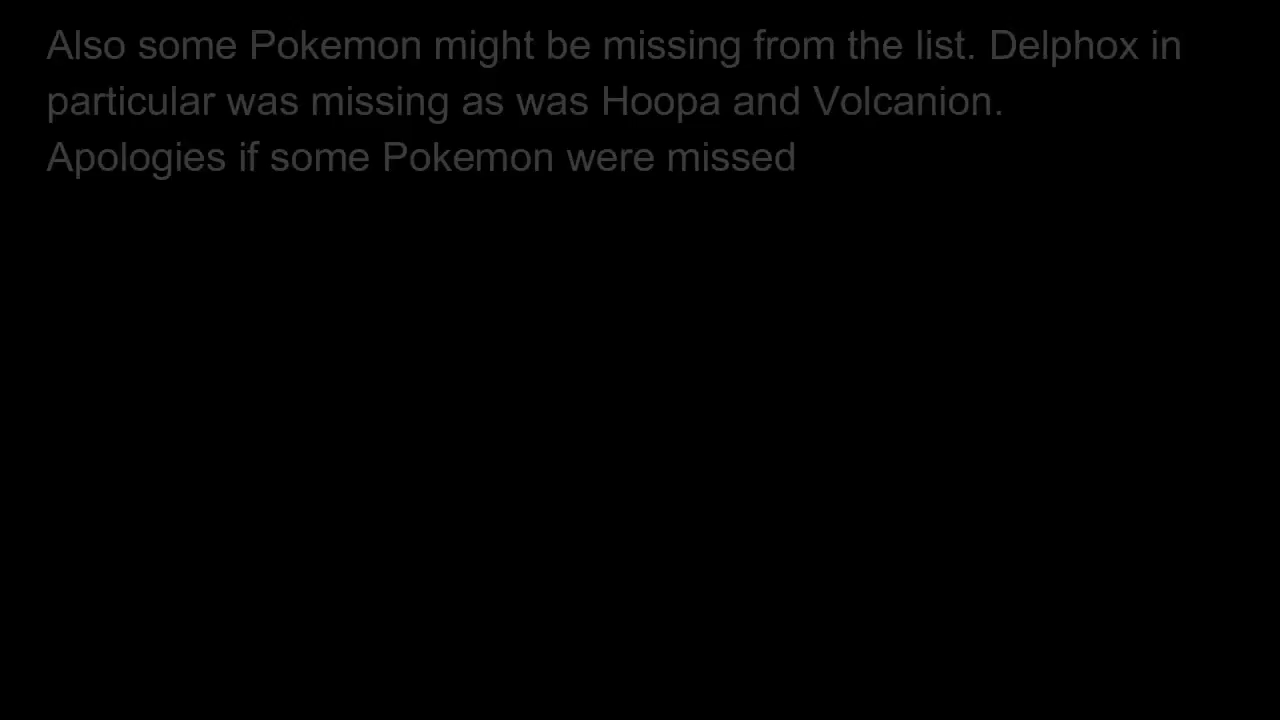 Also some Pokemon might be missing from the list. Delphox in
particular was missing as was Hoopa and Volcanion.
Apologies if some Pokemon were missed